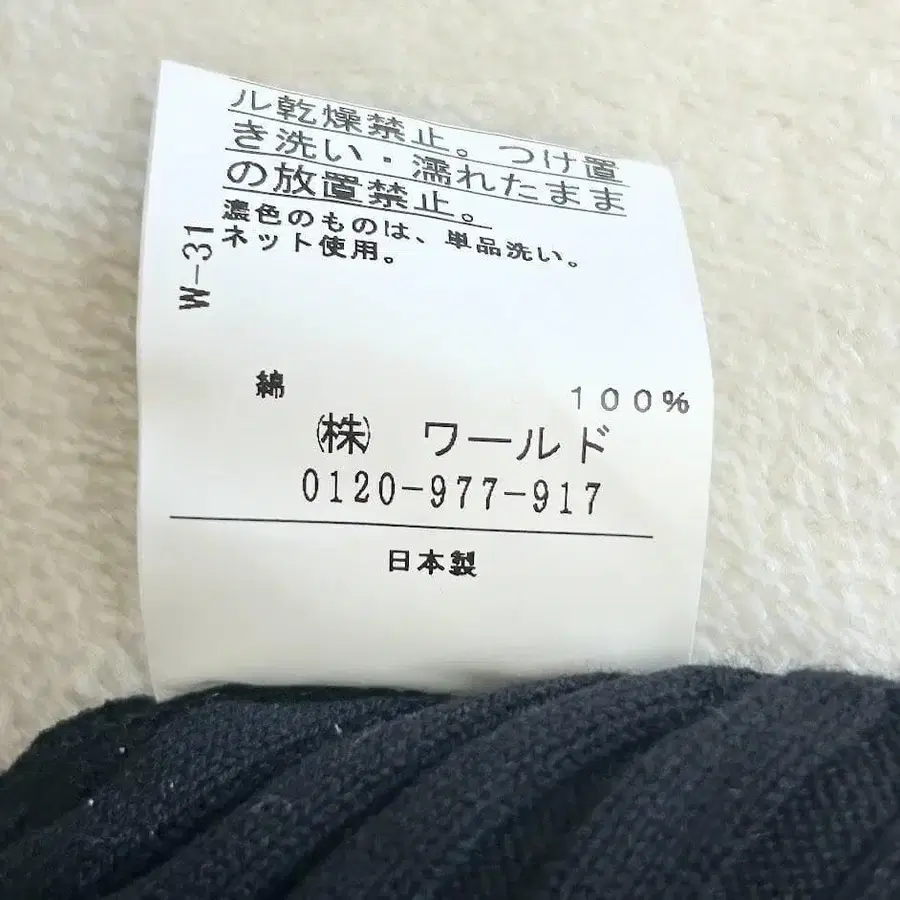 ル乾燥禁止。つけ置
き洗い・濡れたまま
の放置禁止。
濃色のものは、単品洗い。
ネット使用。
W-31
綿 100%
㈱ ワールド
0120-977-917
日本製